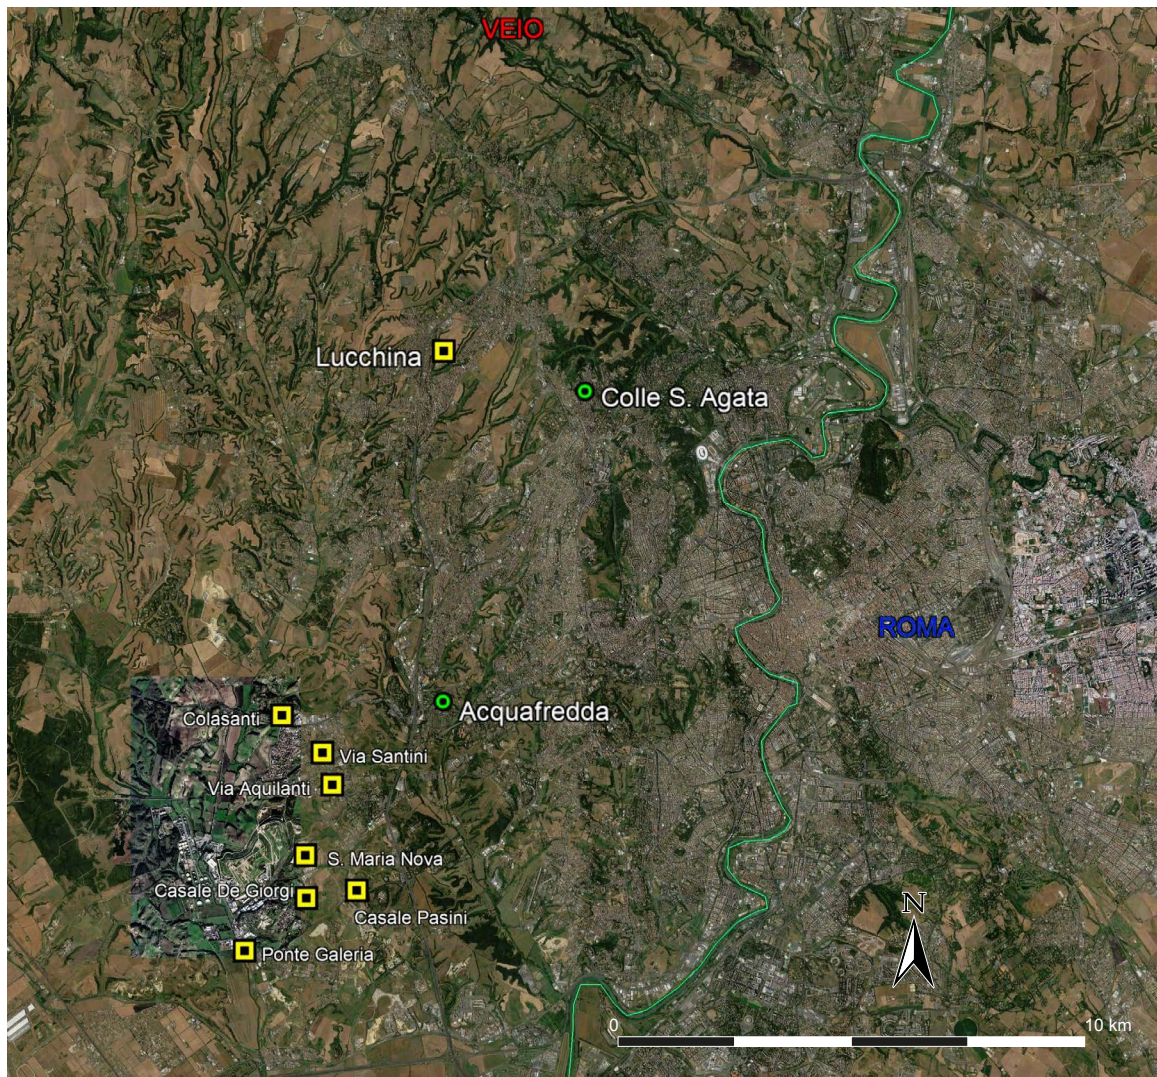 VEIO
Lucchina
Colle S. Agata
ROMA
Acquafredda
Colasanti
Via Santini
Via Aquilanti
S. Maria Nova
Casale De Giorgi
Casale Pasini
Ponte Galeria
N
0 10 km